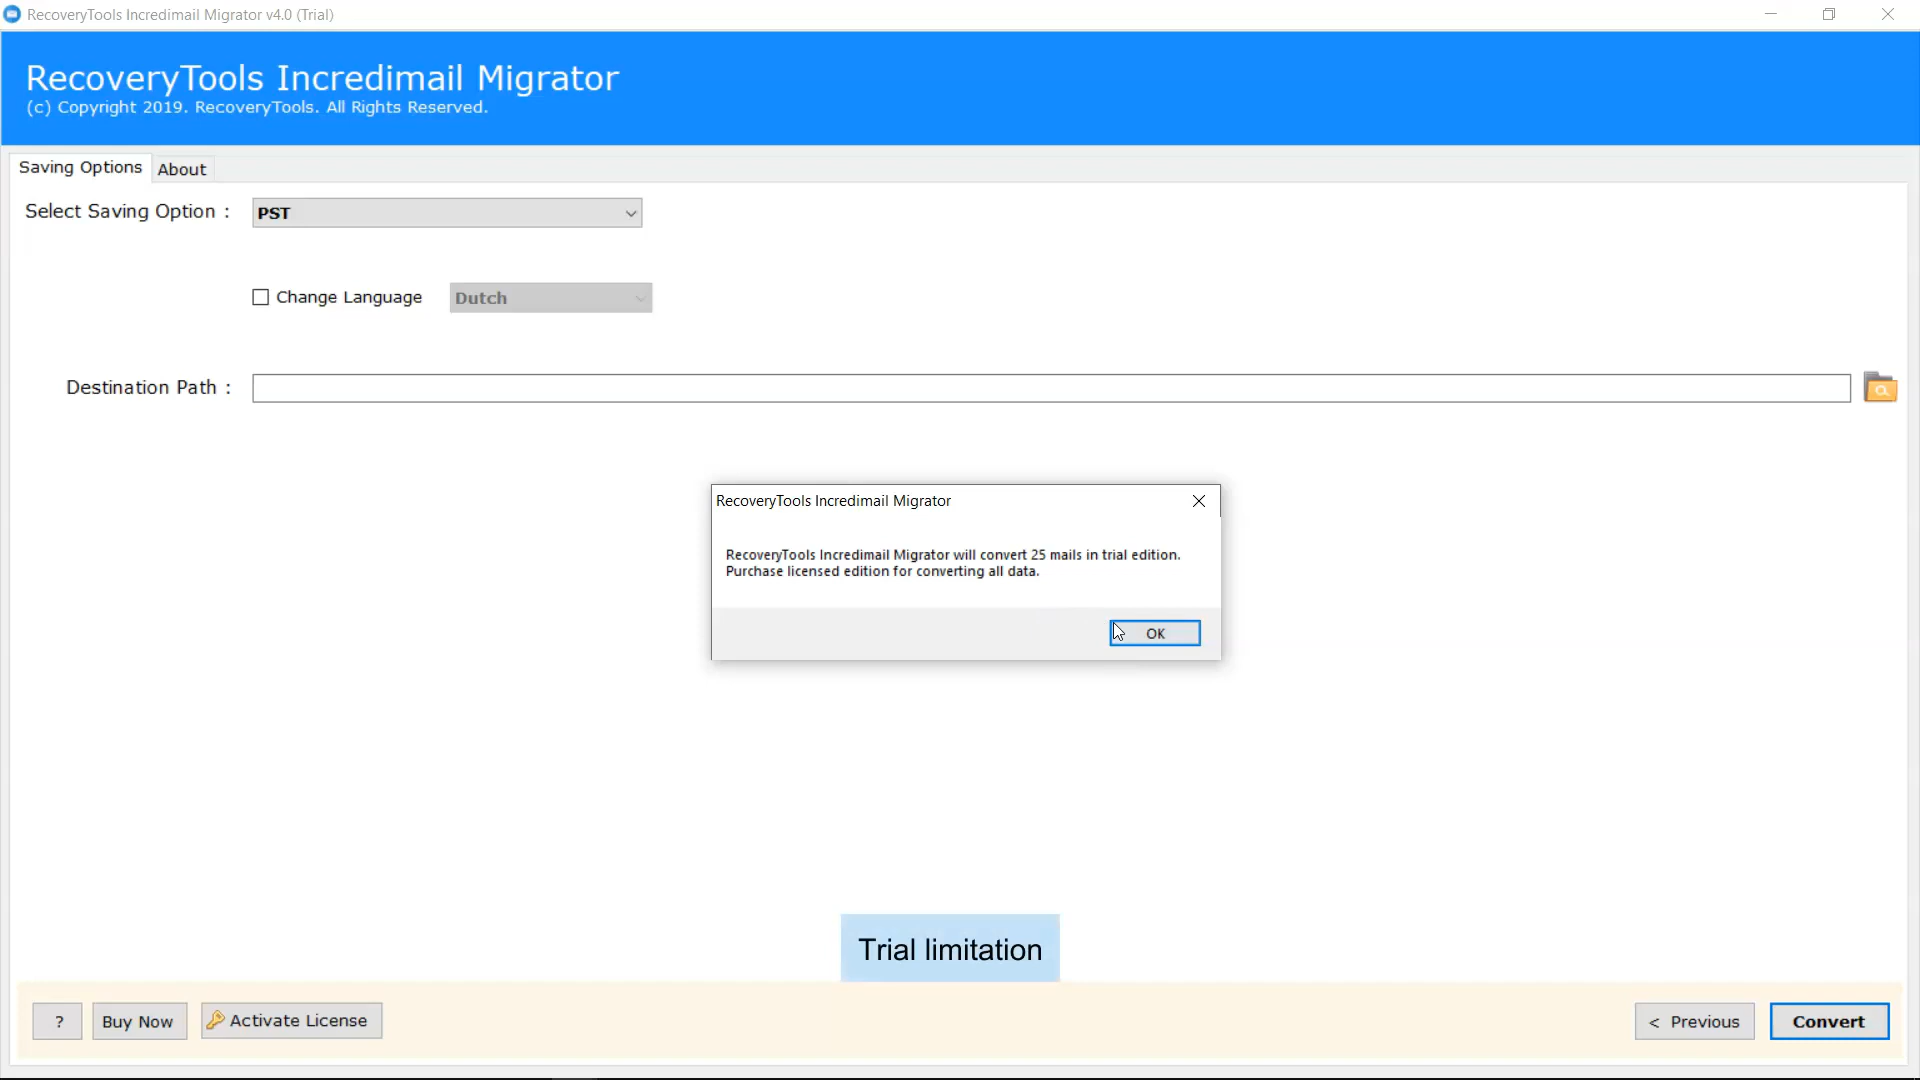 RecoveryTools Incredimail Migrator v4.0 (Trial)
RecoveryTools Incredimail Migrator
(c) Copyright 2019. RecoveryTools. All Rights Reserved.
Saving Options
About
Select Saving Option :
PST
Change Language
Dutch
Destination Path :
RecoveryTools Incredimail Migrator
RecoveryTools Incredimail Migrator will convert 25 mails in trial edition.
Purchase licensed edition for converting all data.
OK
Trial limitation
?
Buy Now
Activate License
< Previous
Convert